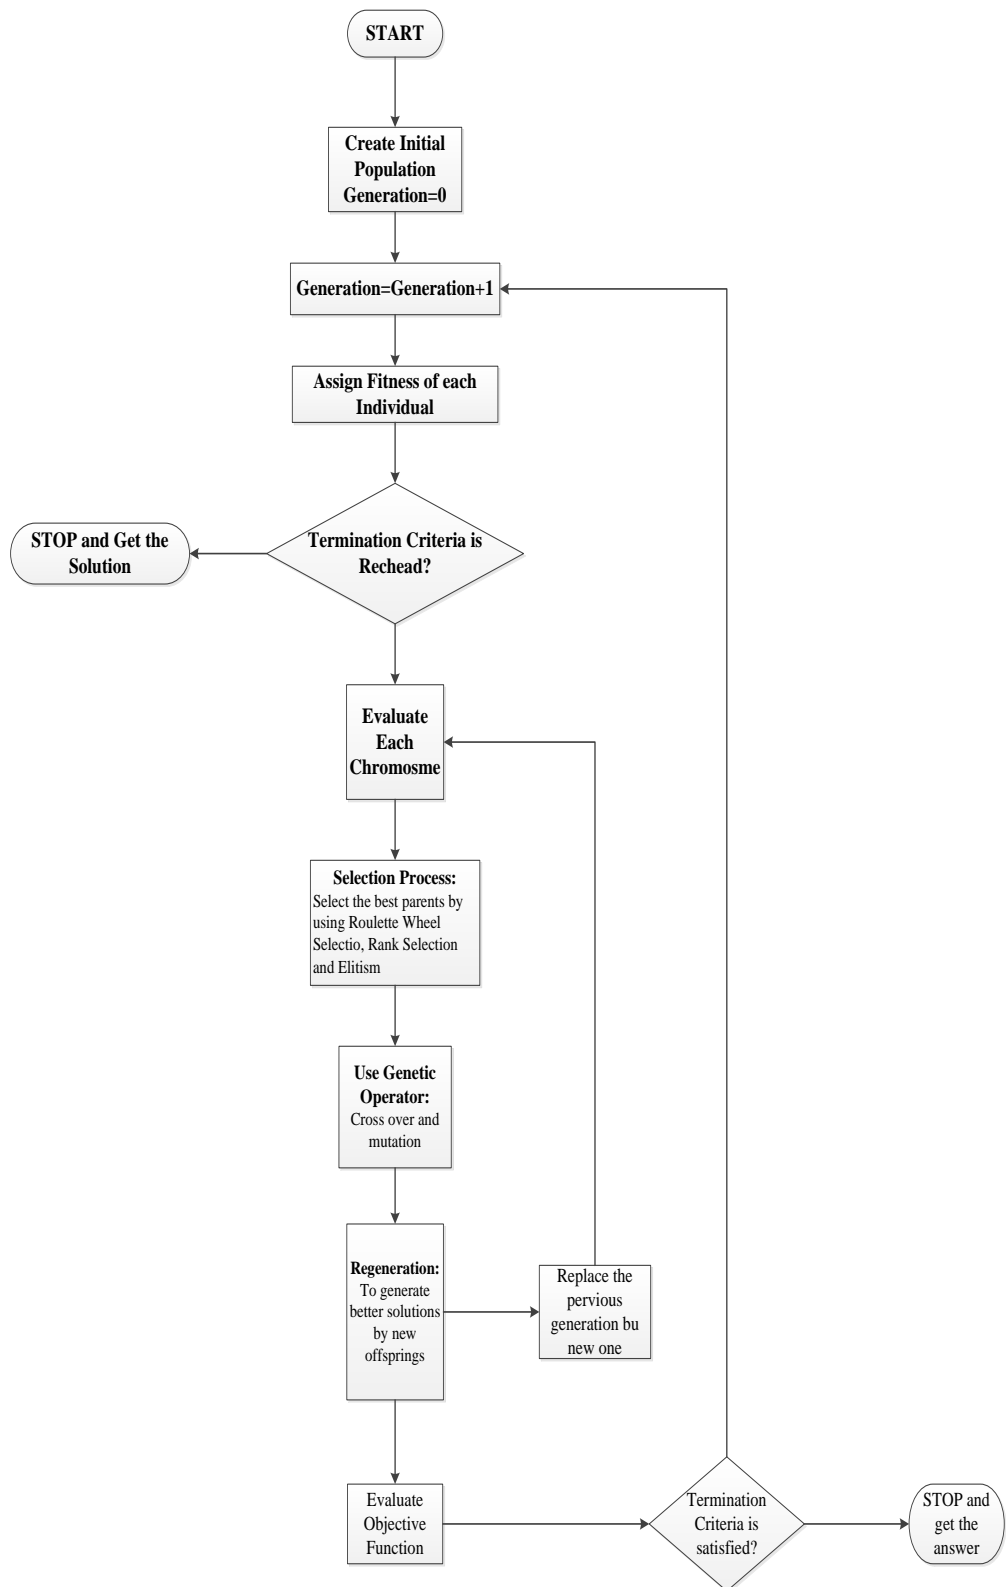 START
Create Initial
Population
Generation=0
Generation=Generation+1
Assign Fitness of each
Individual
STOP and Get the
Solution
Termination Criteria is
Rechead?
Evaluate
Each
Chromosme
Selection Process:
Select the best parents by
using Roulette Wheel
Selectio, Rank Selection
and Elitism
Use Genetic
Operator:
Cross over and
mutation
Regeneration:
To generate
better solutions
by new
offsprings
Replace the
pervious
generation bu
new one
Evaluate
Objective
Function
Termination
Criteria is
satisfied?
STOP and
get the
answer